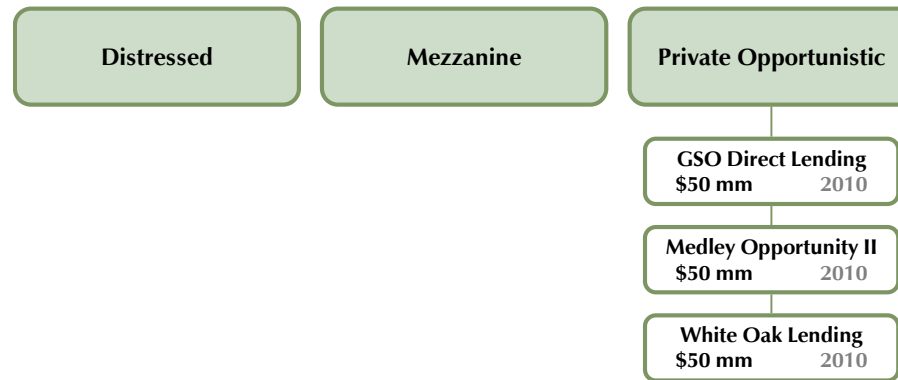 Distressed
Mezzanine
Private Opportunistic
GSO Direct Lending
$50 mm 2010
Medley Opportunity II
$50 mm 2010
White Oak Lending
$50 mm 2010